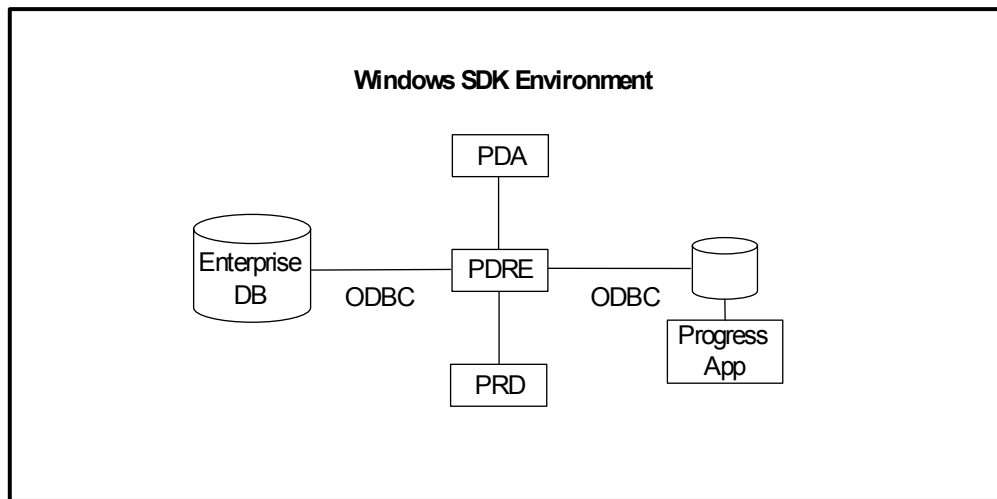 Windows SDK Environment
PDA
Enterprise
DB
ODBC
PDRE
ODBC
Progress
App
PRD